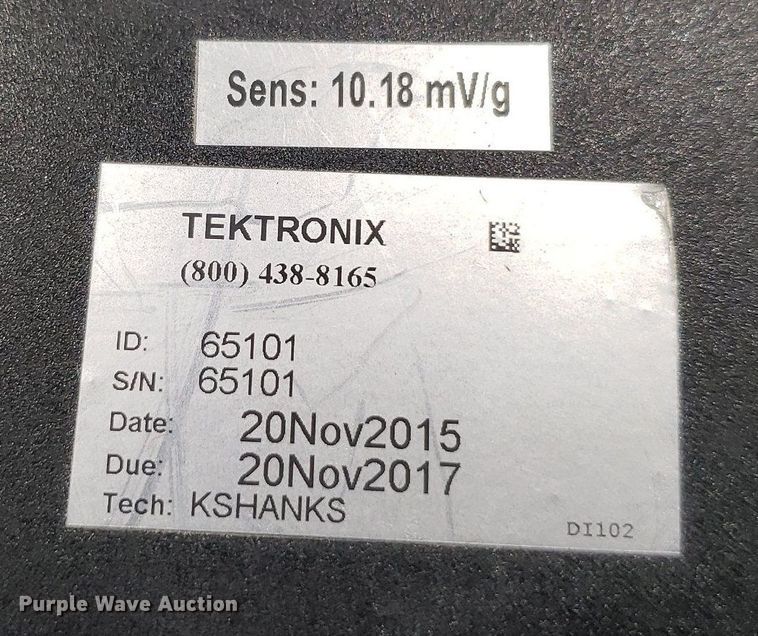 Sens: 10.18 mV/g
TEKTRONIX
(800) 438-8165
ID: 65101
S/N: 65101
Date: 20Nov2015
Due: 20Nov2017
Tech: KSHANKS
DI102
Purple Wave Auction